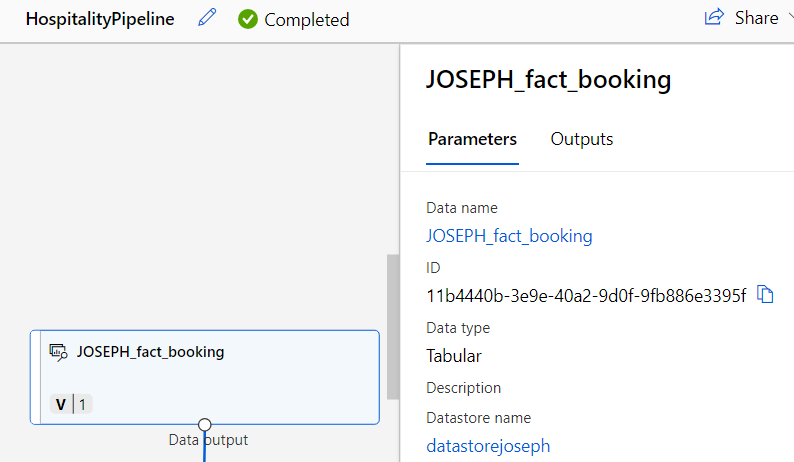 HospitalityPipeline
Completed
Share
JOSEPH_fact_booking
Parameters Outputs
Data name
JOSEPH_fact_booking
ID
11b4440b-3e9e-40a2-9d0f-9fb886e3395f
Data type
Tabular
Description
Datastore name
datastorejoseph
JOSEPH_fact_booking
V 1
Data output